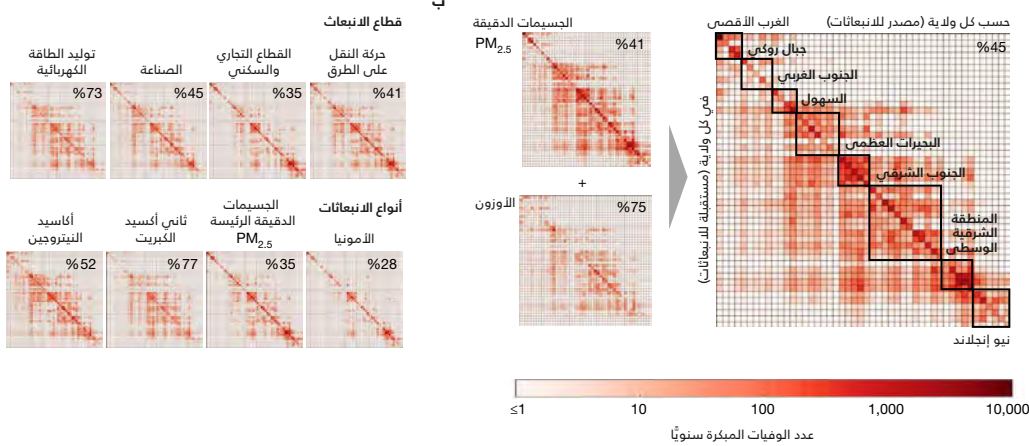 ب
حسب كل ولاية (مصدر للانبعاثات)
الغرب الأقصى
%45
جبال روكي
الجنوب الغربي
السهول
البحيرات العظمى
الجنوب الشرقي
المنطقة
الشرقية
الوسطى
نيو إنجلاند
في كل ولاية (مستقبلة للانبعاثات)
الجسيمات الدقيقة
PM2.5
%41
+
الأوزون
%75
قطاع الانبعاث
حركة النقل
على الطرق
%41
القطاع التجاري
والسكني
%35
الصناعة
%45
توليد الطاقة
الكهربائية
%73
أنواع الانبعاثات
الأمونيا
%28
الجسيمات
الدقيقة الرئيسة
PM2.5
%35
ثاني أكسيد
الكبريت
%77
أكاسيد
النيتروجين
%52
≤1
10
100
1,000
10,000
عدد الوفيات المبكرة سنويًّا